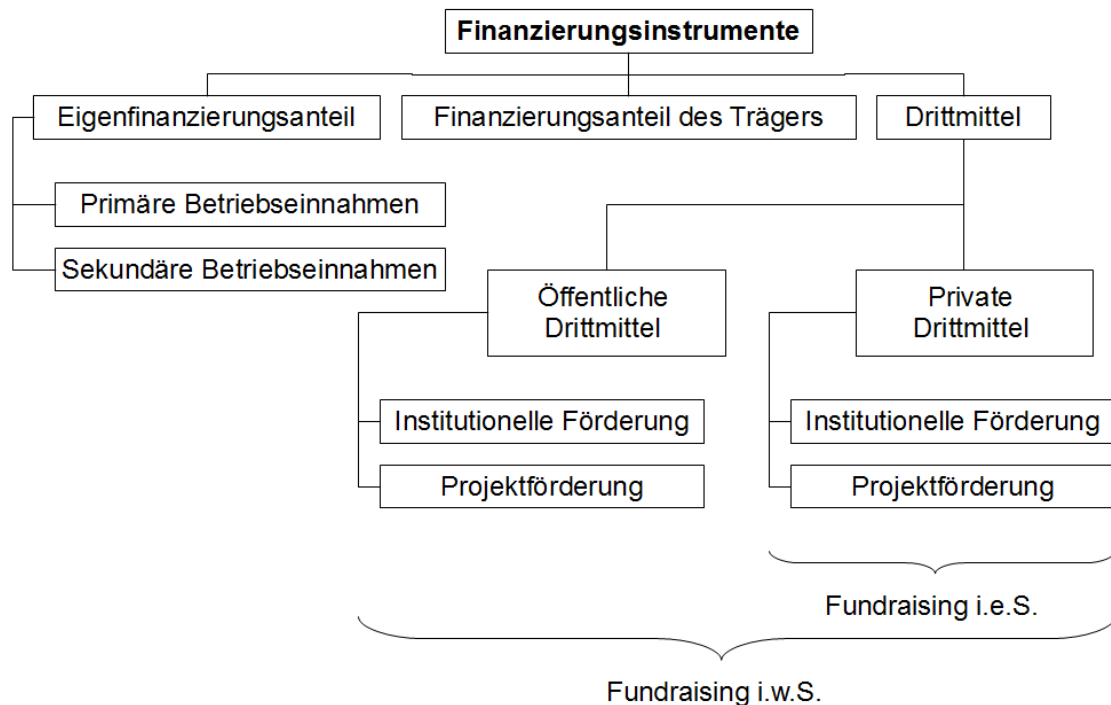 Finanzierungsinstrumente
Eigenfinanzierungsanteil
Finanzierungsanteil des Trägers
Drittmittel
Primäre Betriebseinnahmen
Sekundäre Betriebseinnahmen
Öffentliche
Drittmittel
Private
Drittmittel
Institutionelle Förderung
Institutionelle Förderung
Projektförderung
Projektförderung
Fundraising i.e.S.
Fundraising i.w.S.